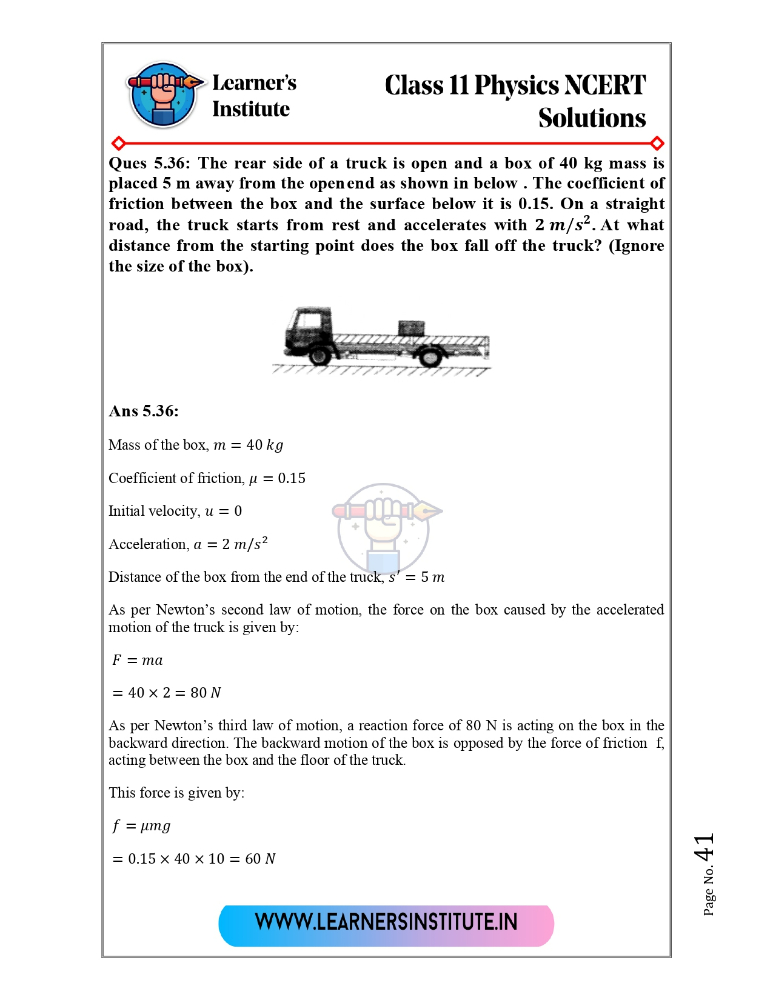 Learner's
Institute
Class 11 Physics NCERT
Solutions
Ques 5.36: The rear side of a truck is open and a box of 40 kg mass is
placed 5 m away from the open end as shown in below . The coefficient of
friction between the box and the surface below it is 0.15. On a straight
road, the truck starts from rest and accelerates with 2 m/s². At what
distance from the starting point does the box fall off the truck? (Ignore
the size of the box).
Ans 5.36:
Mass of the box, m = 40 kg
Coefficient of friction, μ = 0.15
Initial velocity, u = 0
Acceleration, a = 2 m/s²
Distance of the box from the end of the truck, s′ = 5 m
As per Newton's second law of motion, the force on the box caused by the accelerated
motion of the truck is given by:
F = ma
= 40 × 2 = 80 N
As per Newton's third law of motion, a reaction force of 80 N is acting on the box in the
backward direction. The backward motion of the box is opposed by the force of friction f,
acting between the box and the floor of the truck.
This force is given by:
f = μmg
= 0.15 × 40 × 10 = 60 N
Page No. 41
WWW.LEARNERSINSTITUTE.IN